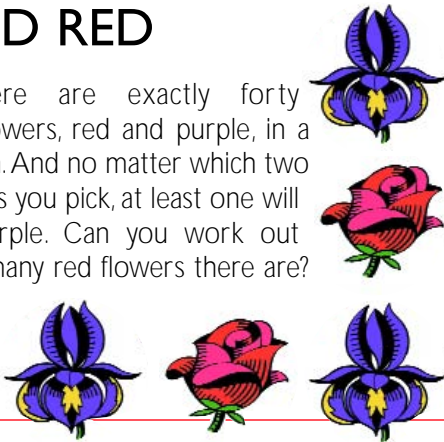 D RED
ere are exactly forty
owers, red and purple, in a
. And no matter which two
s you pick, at least one will
rple. Can you work out
many red flowers there are?